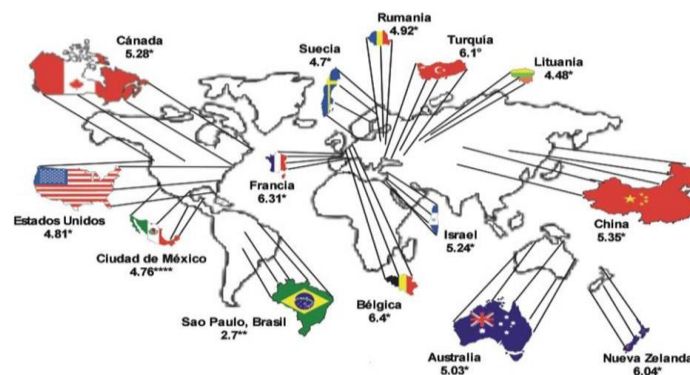 Rumania
4.92*
Cánada
5.28*
Suecia
4.7*
Turquía
6.1°
Lituania
4.48*
Francia
6.31*
Estados Unidos
4.81*
Ciudad de México
4.76****
Israel
5.24*
China
5.35*
Bélgica
6.4*
Sao Paulo, Brasil
2.7**
Australia
5.03*
Nueva Zelanda
6.04*